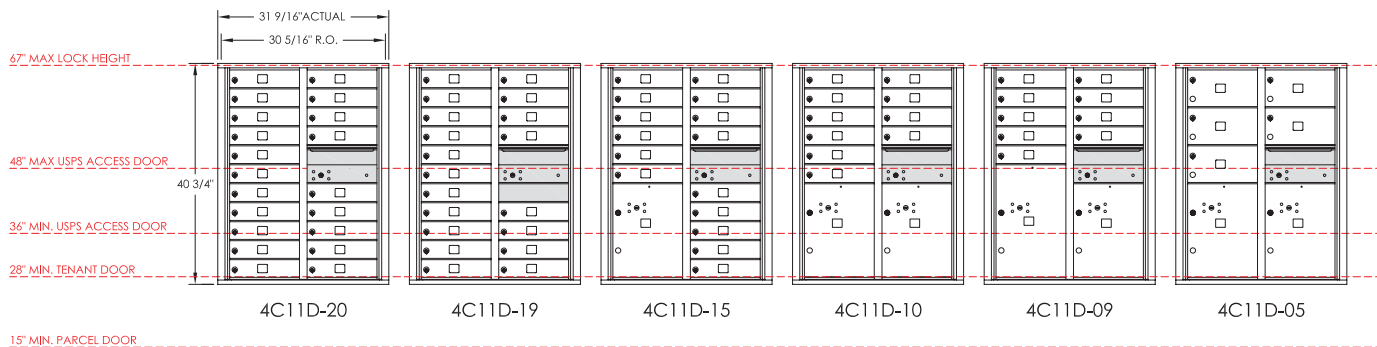 31 9/16"ACTUAL
30 5/16" R.O.
67" MAX LOCK HEIGHT
48" MAX USPS ACCESS DOOR
40 3/4"
36" MIN. USPS ACCESS DOOR
28" MIN. TENANT DOOR
4C11D-20 4C11D-19 4C11D-15 4C11D-10 4C11D-09 4C11D-05
15" MIN. PARCEL DOOR